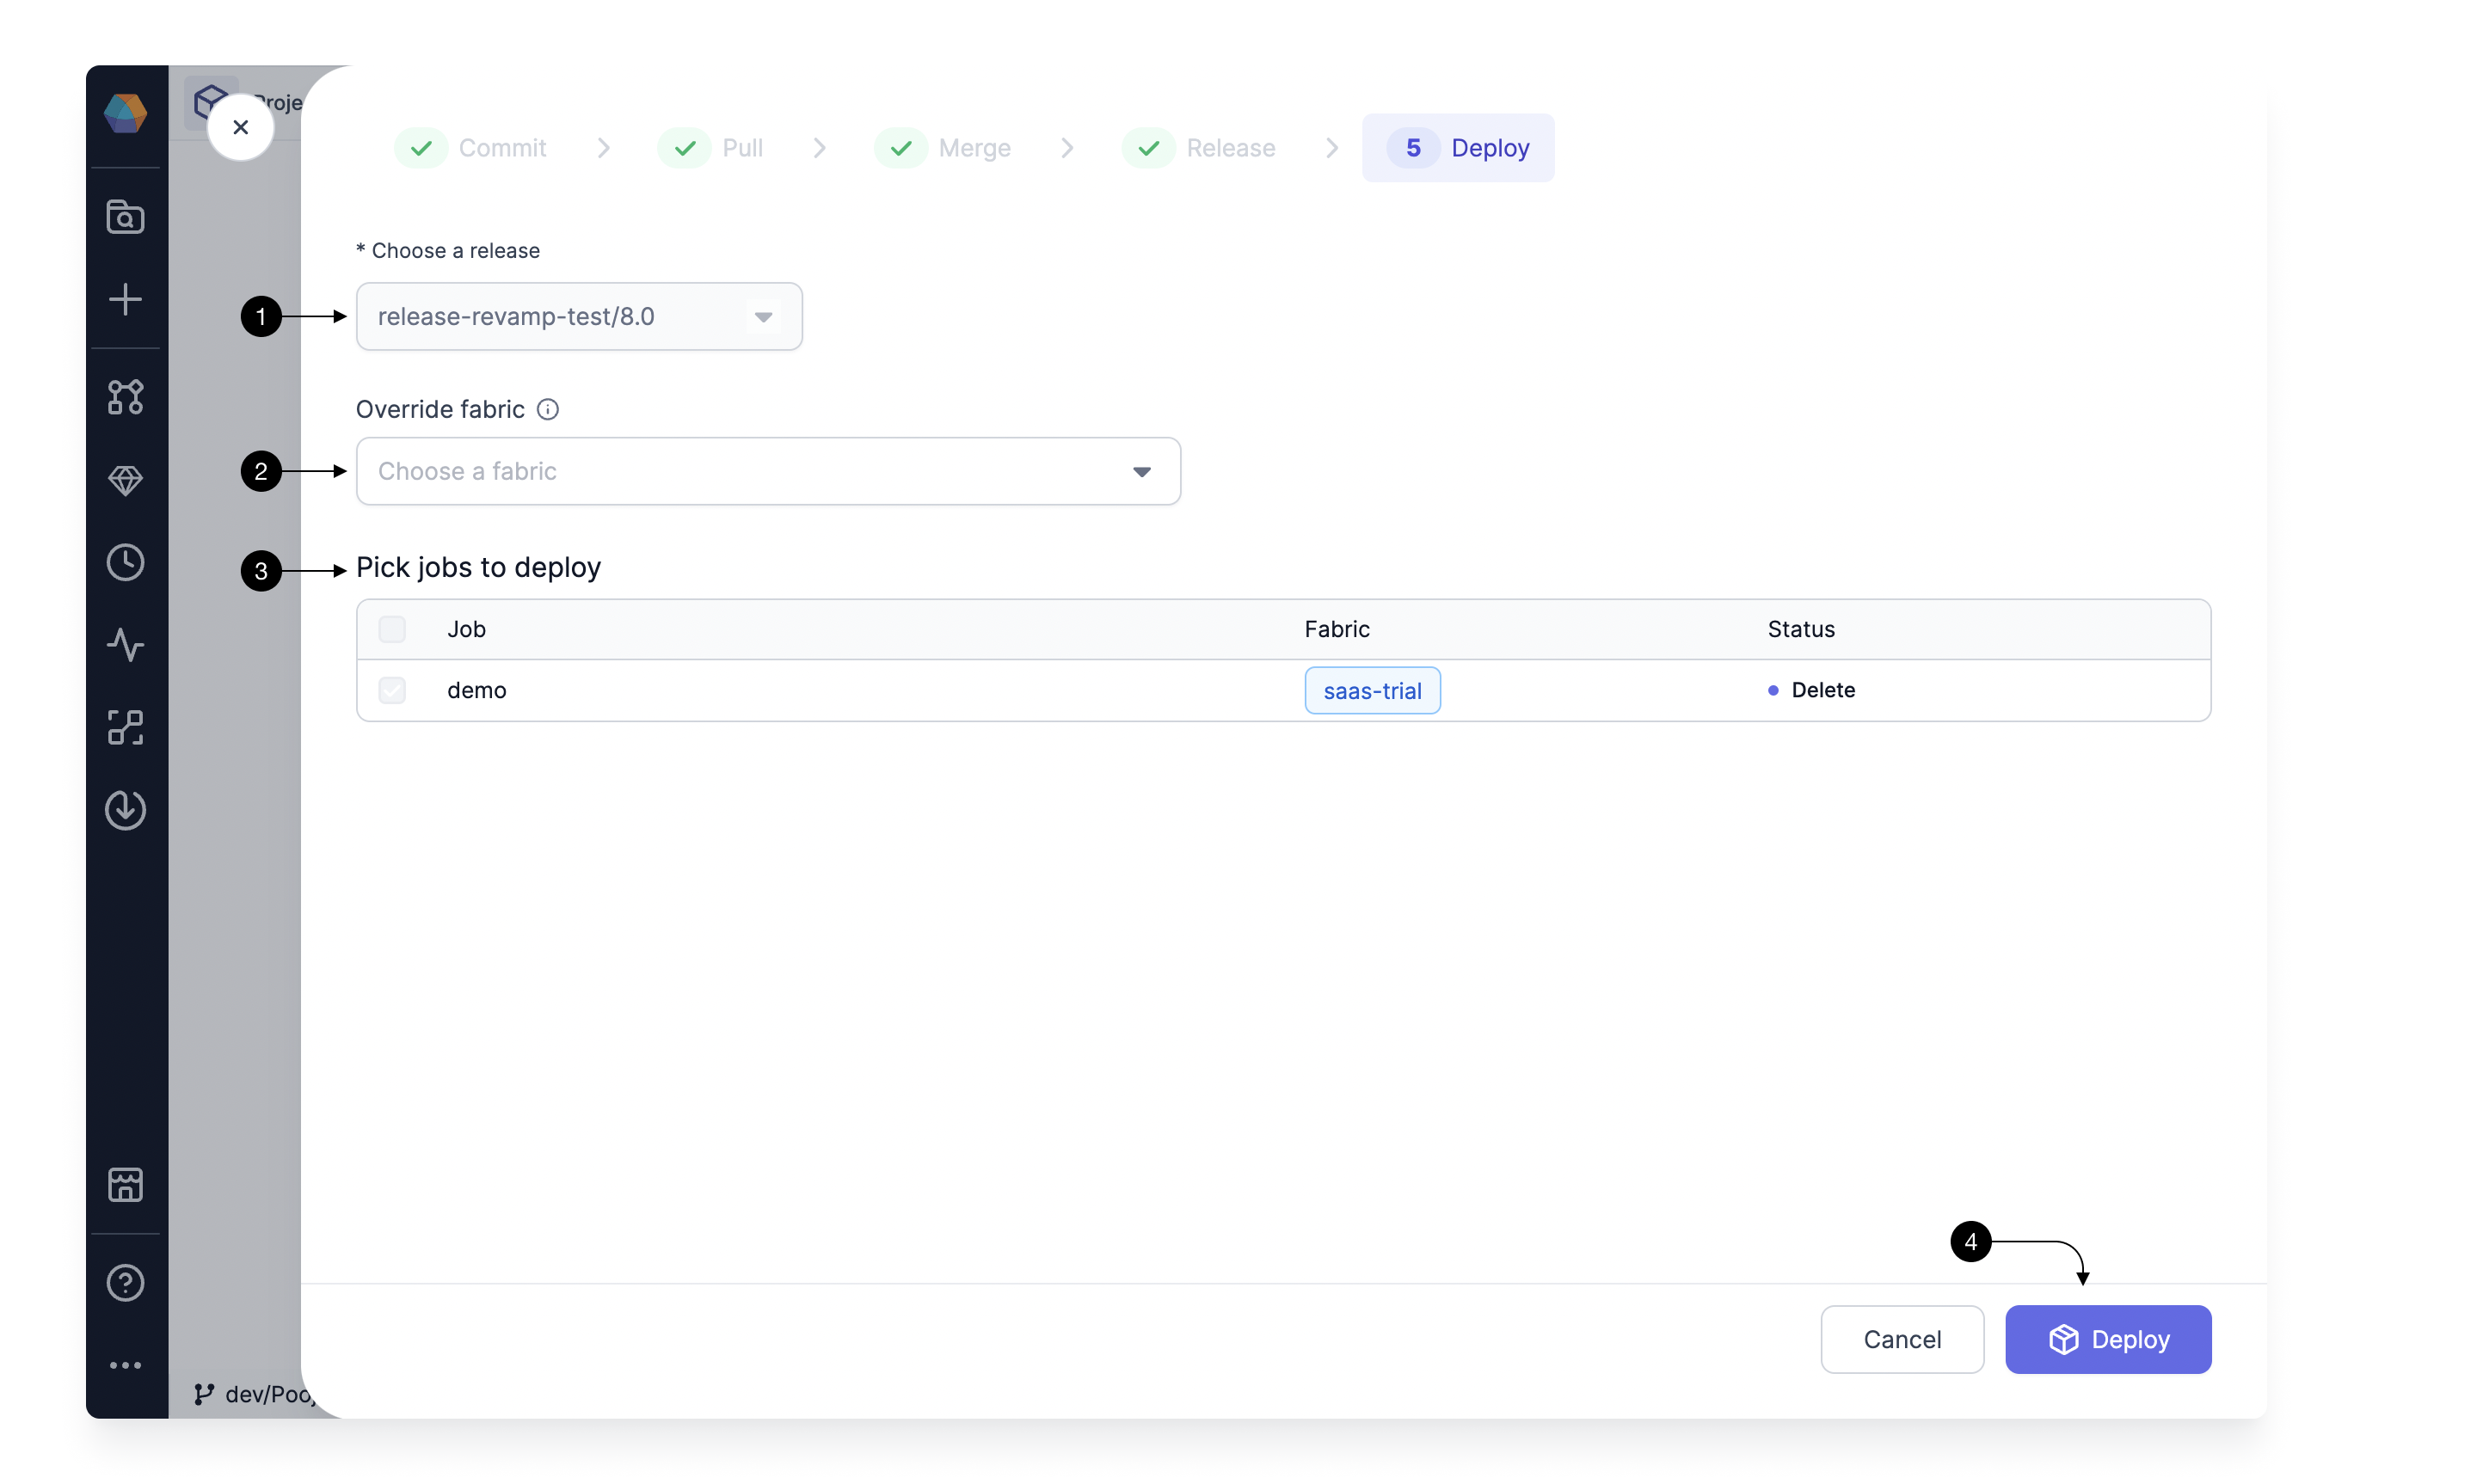 Proje
Commit
Pull
Merge
Release
5 Deploy
* Choose a release
1
release-revamp-test/8.0
Override fabric
2
Choose a fabric
3
Pick jobs to deploy
Job Fabric Status
demo saas-trial Delete
4
Cancel
Deploy
dev/Pooj